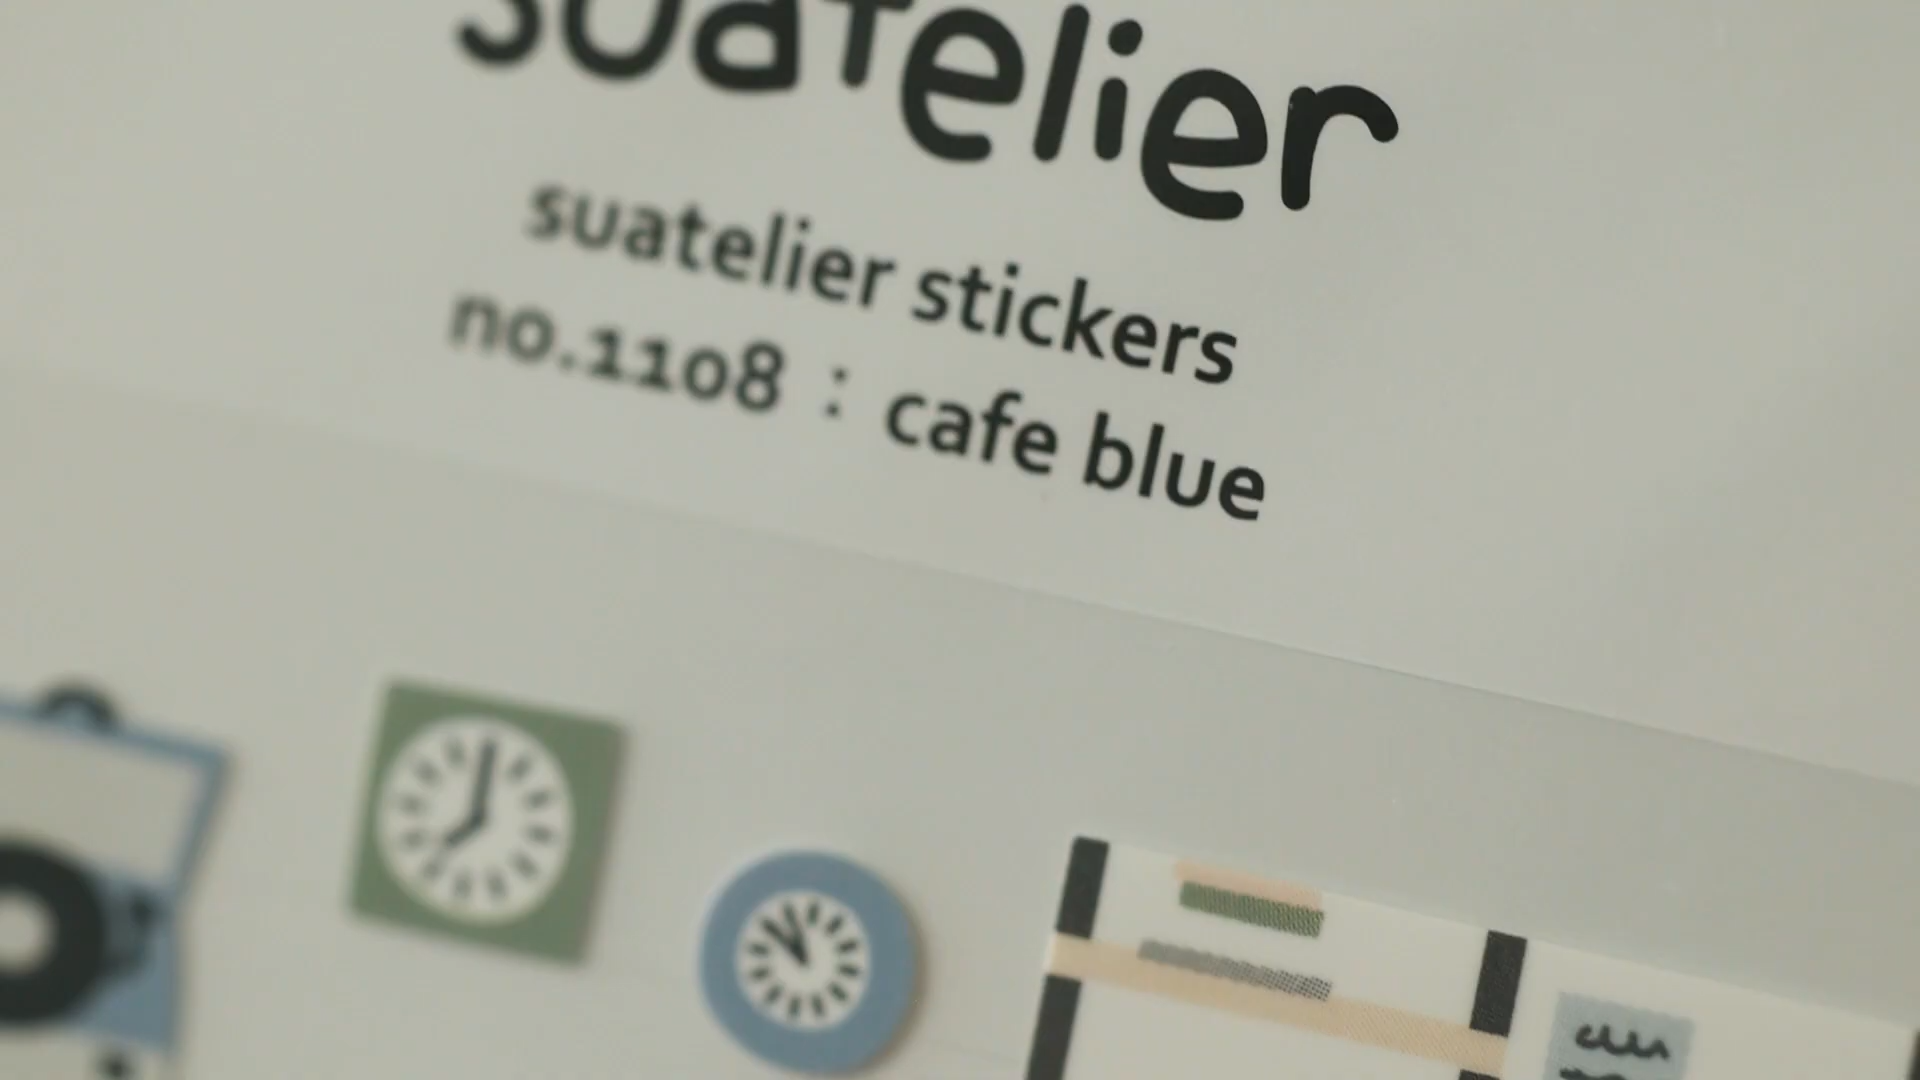 suatelier
suatelier stickers
no.1108 : cafe blue